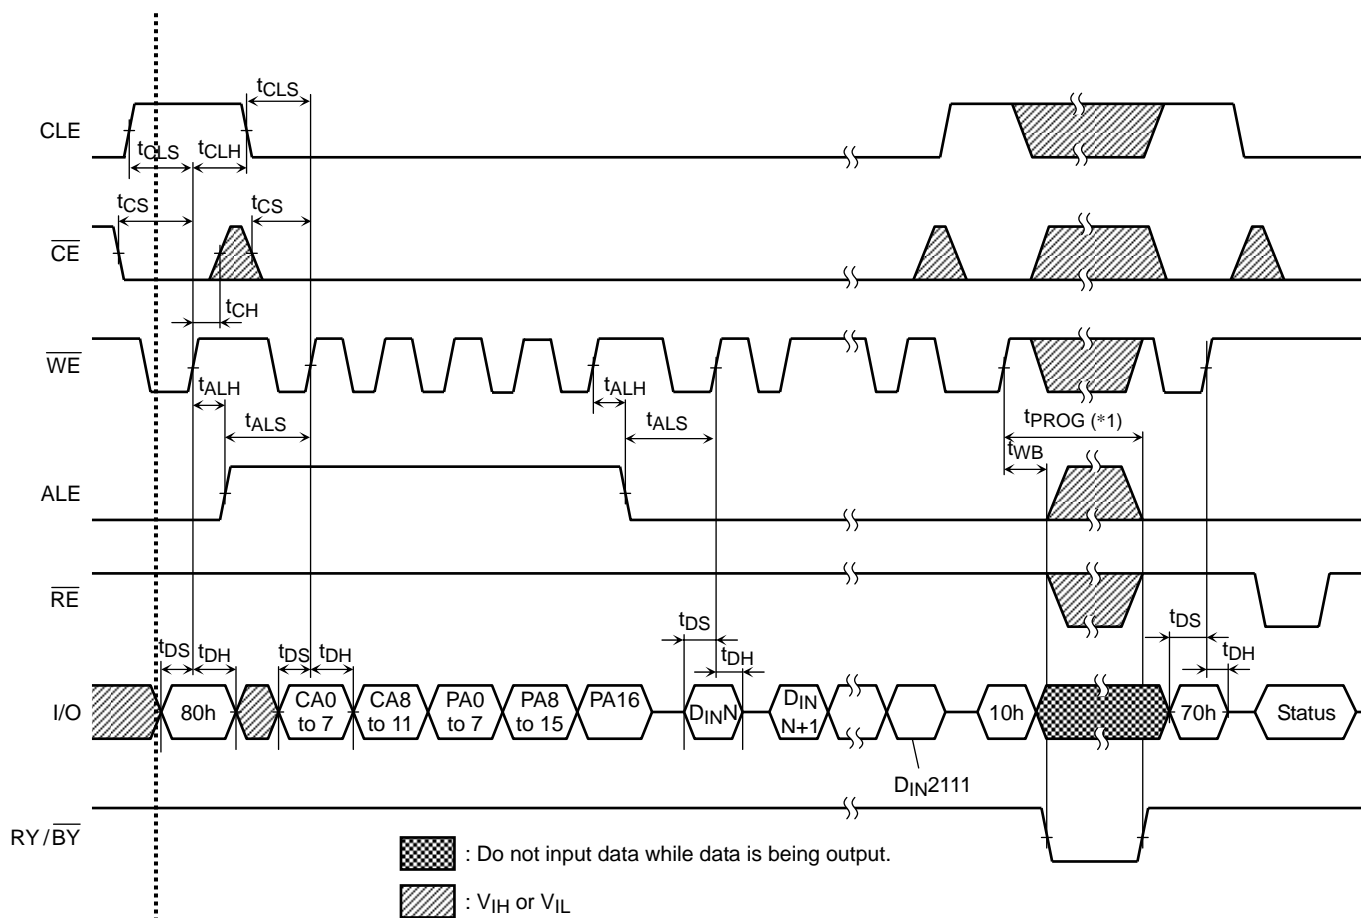 tCLS
CLE
tCLS
tCLH
tCS
tCS
CE
tCH
WE
tALH
tALH
tALS
tALS
tPROG (*1)
tWB
ALE
RE
tDS
tDH
tDS
tDH
tDS
tDH
tDS
tDH
I/O
80h
CA0
to 7
CA8
to 11
PA0
to 7
PA8
to 15
PA16
DINN
DIN
N+1
10h
70h
Status
DIN2111
RY/BY
: Do not input data while data is being output.
: VIH or VIL